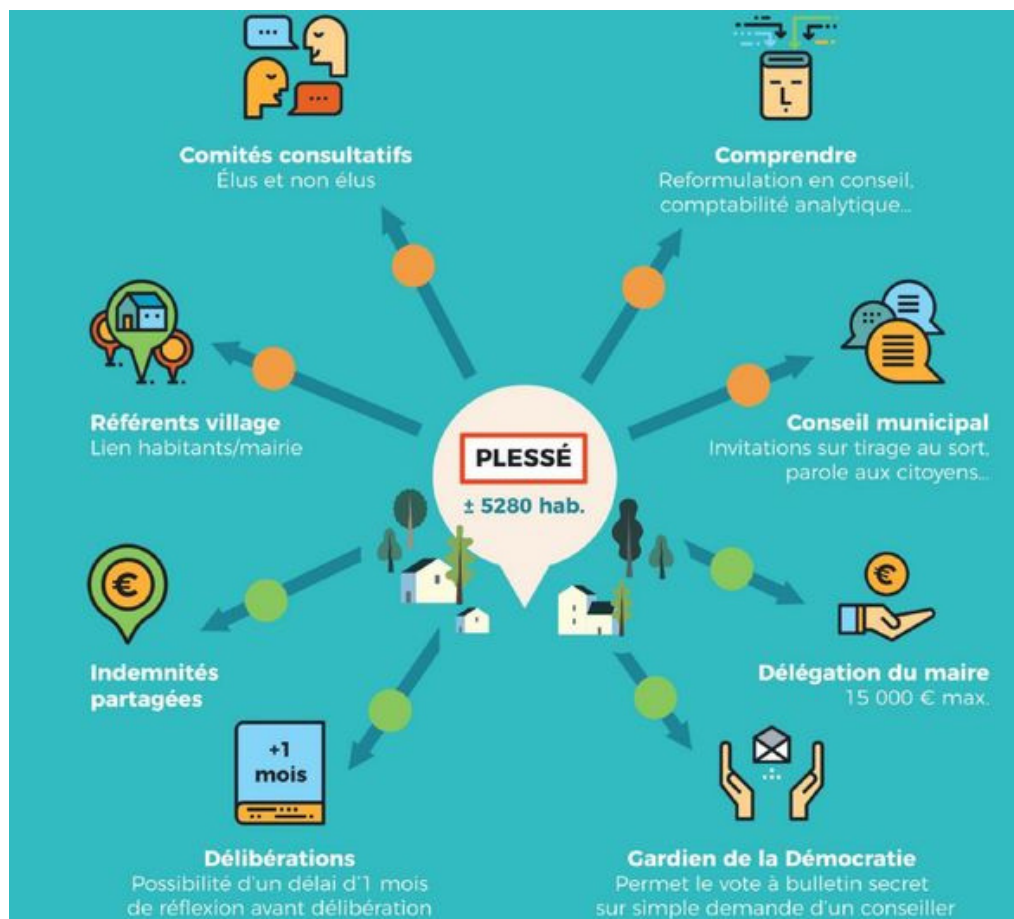 Comités consultatifs
Élus et non élus
Comprendre
Reformulation en conseil,
comptabilité analytique...
Référents village
Lien habitants/mairie
PLESSÉ
± 5280 hab.
Conseil municipal
Invitations sur tirage au sort,
parole aux citoyens...
€
Indemnités
partagées
€
Délégation du maire
15 000 € max.
+1
mois
Délibérations
Possibilité d'un délai d'1 mois
de réflexion avant délibération
Gardien de la Démocratie
Permet le vote à bulletin secret
sur simple demande d'un conseiller